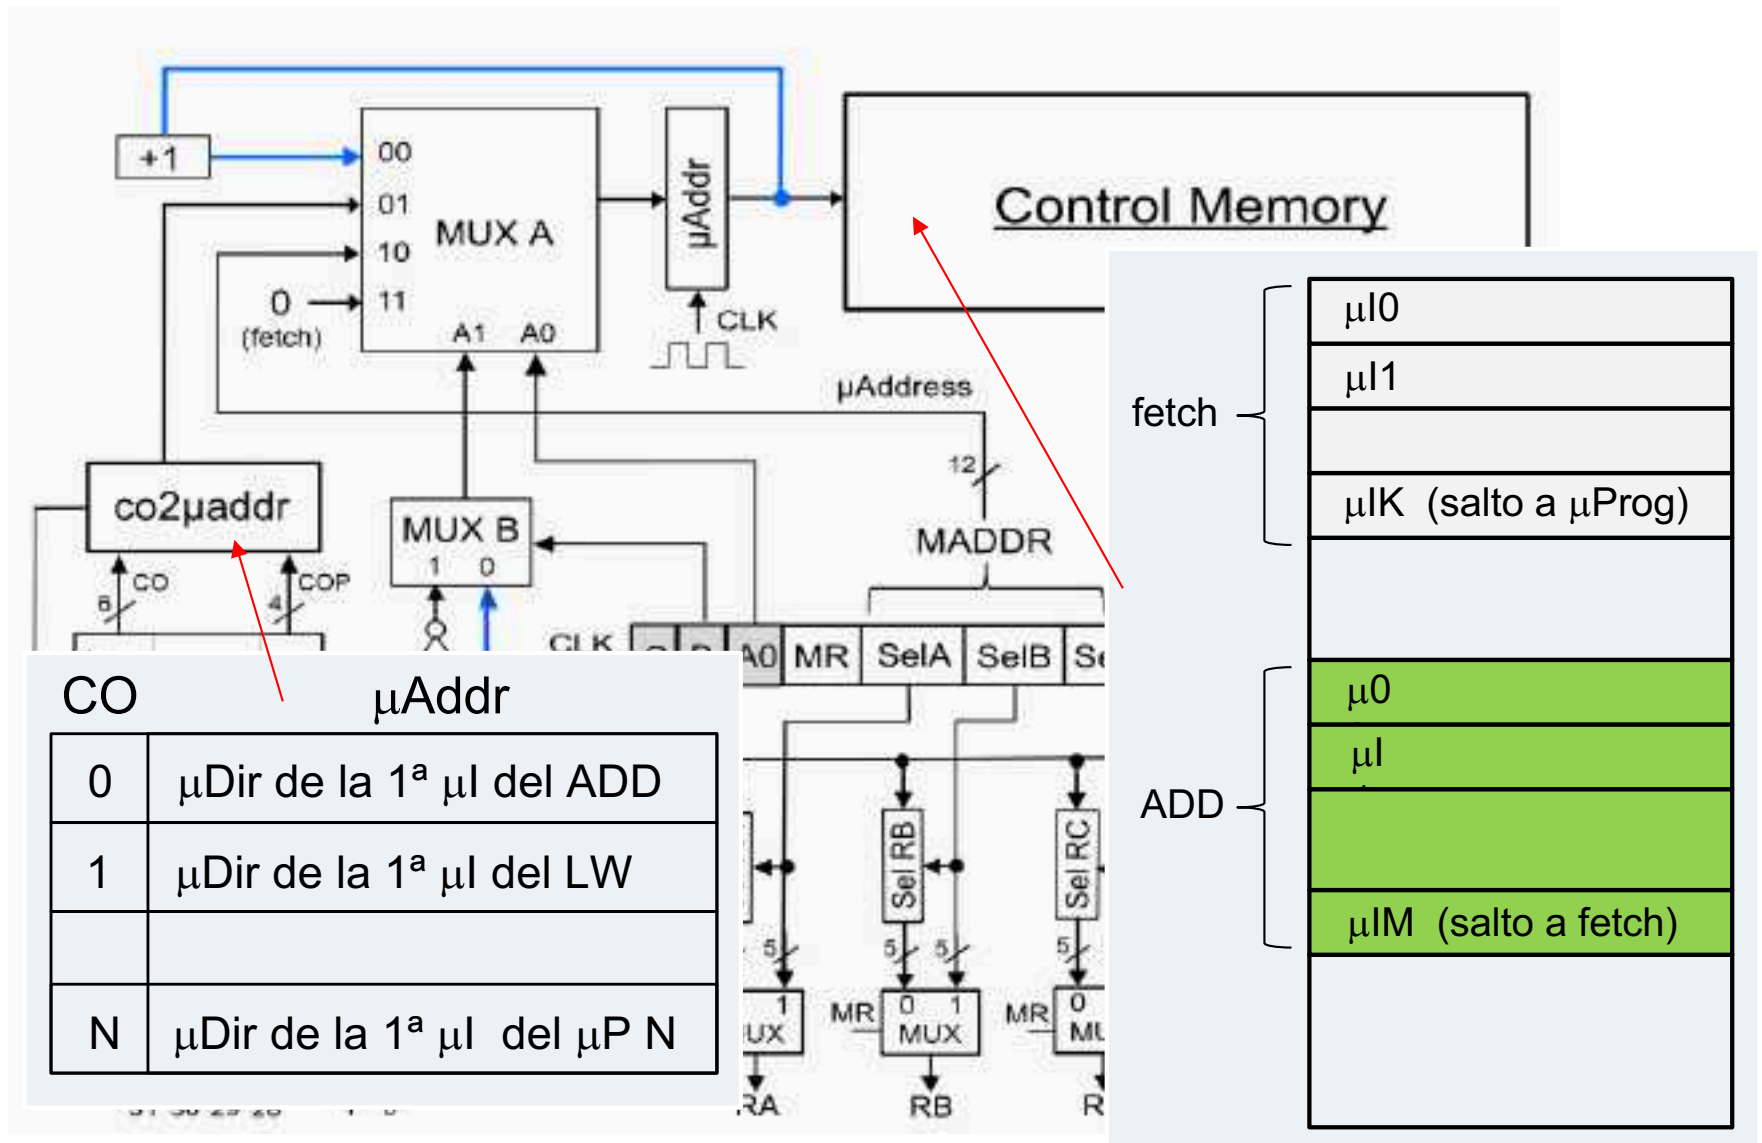 +1
00
01
10
11
MUX A
0
(fetch)
A1 A0
μAddr
CLK
Control Memory
μAddress
12
MADDR
co2μaddr
CO
6
COP
4
MUX B
1 0
CLK
A0 MR SelA SelB
Sel RB
Sel RC
5
5
5
5
1
MR 0 1
MUX
MR 0
RA
RB
CO μAddr
0 μDir de la 1ª μI del ADD
1 μDir de la 1ª μI del LW
N μDir de la 1ª μI del μP N
fetch
μI0
μI1
μIK (salto a μProg)
ADD
μ0
μI
μIM (salto a fetch)